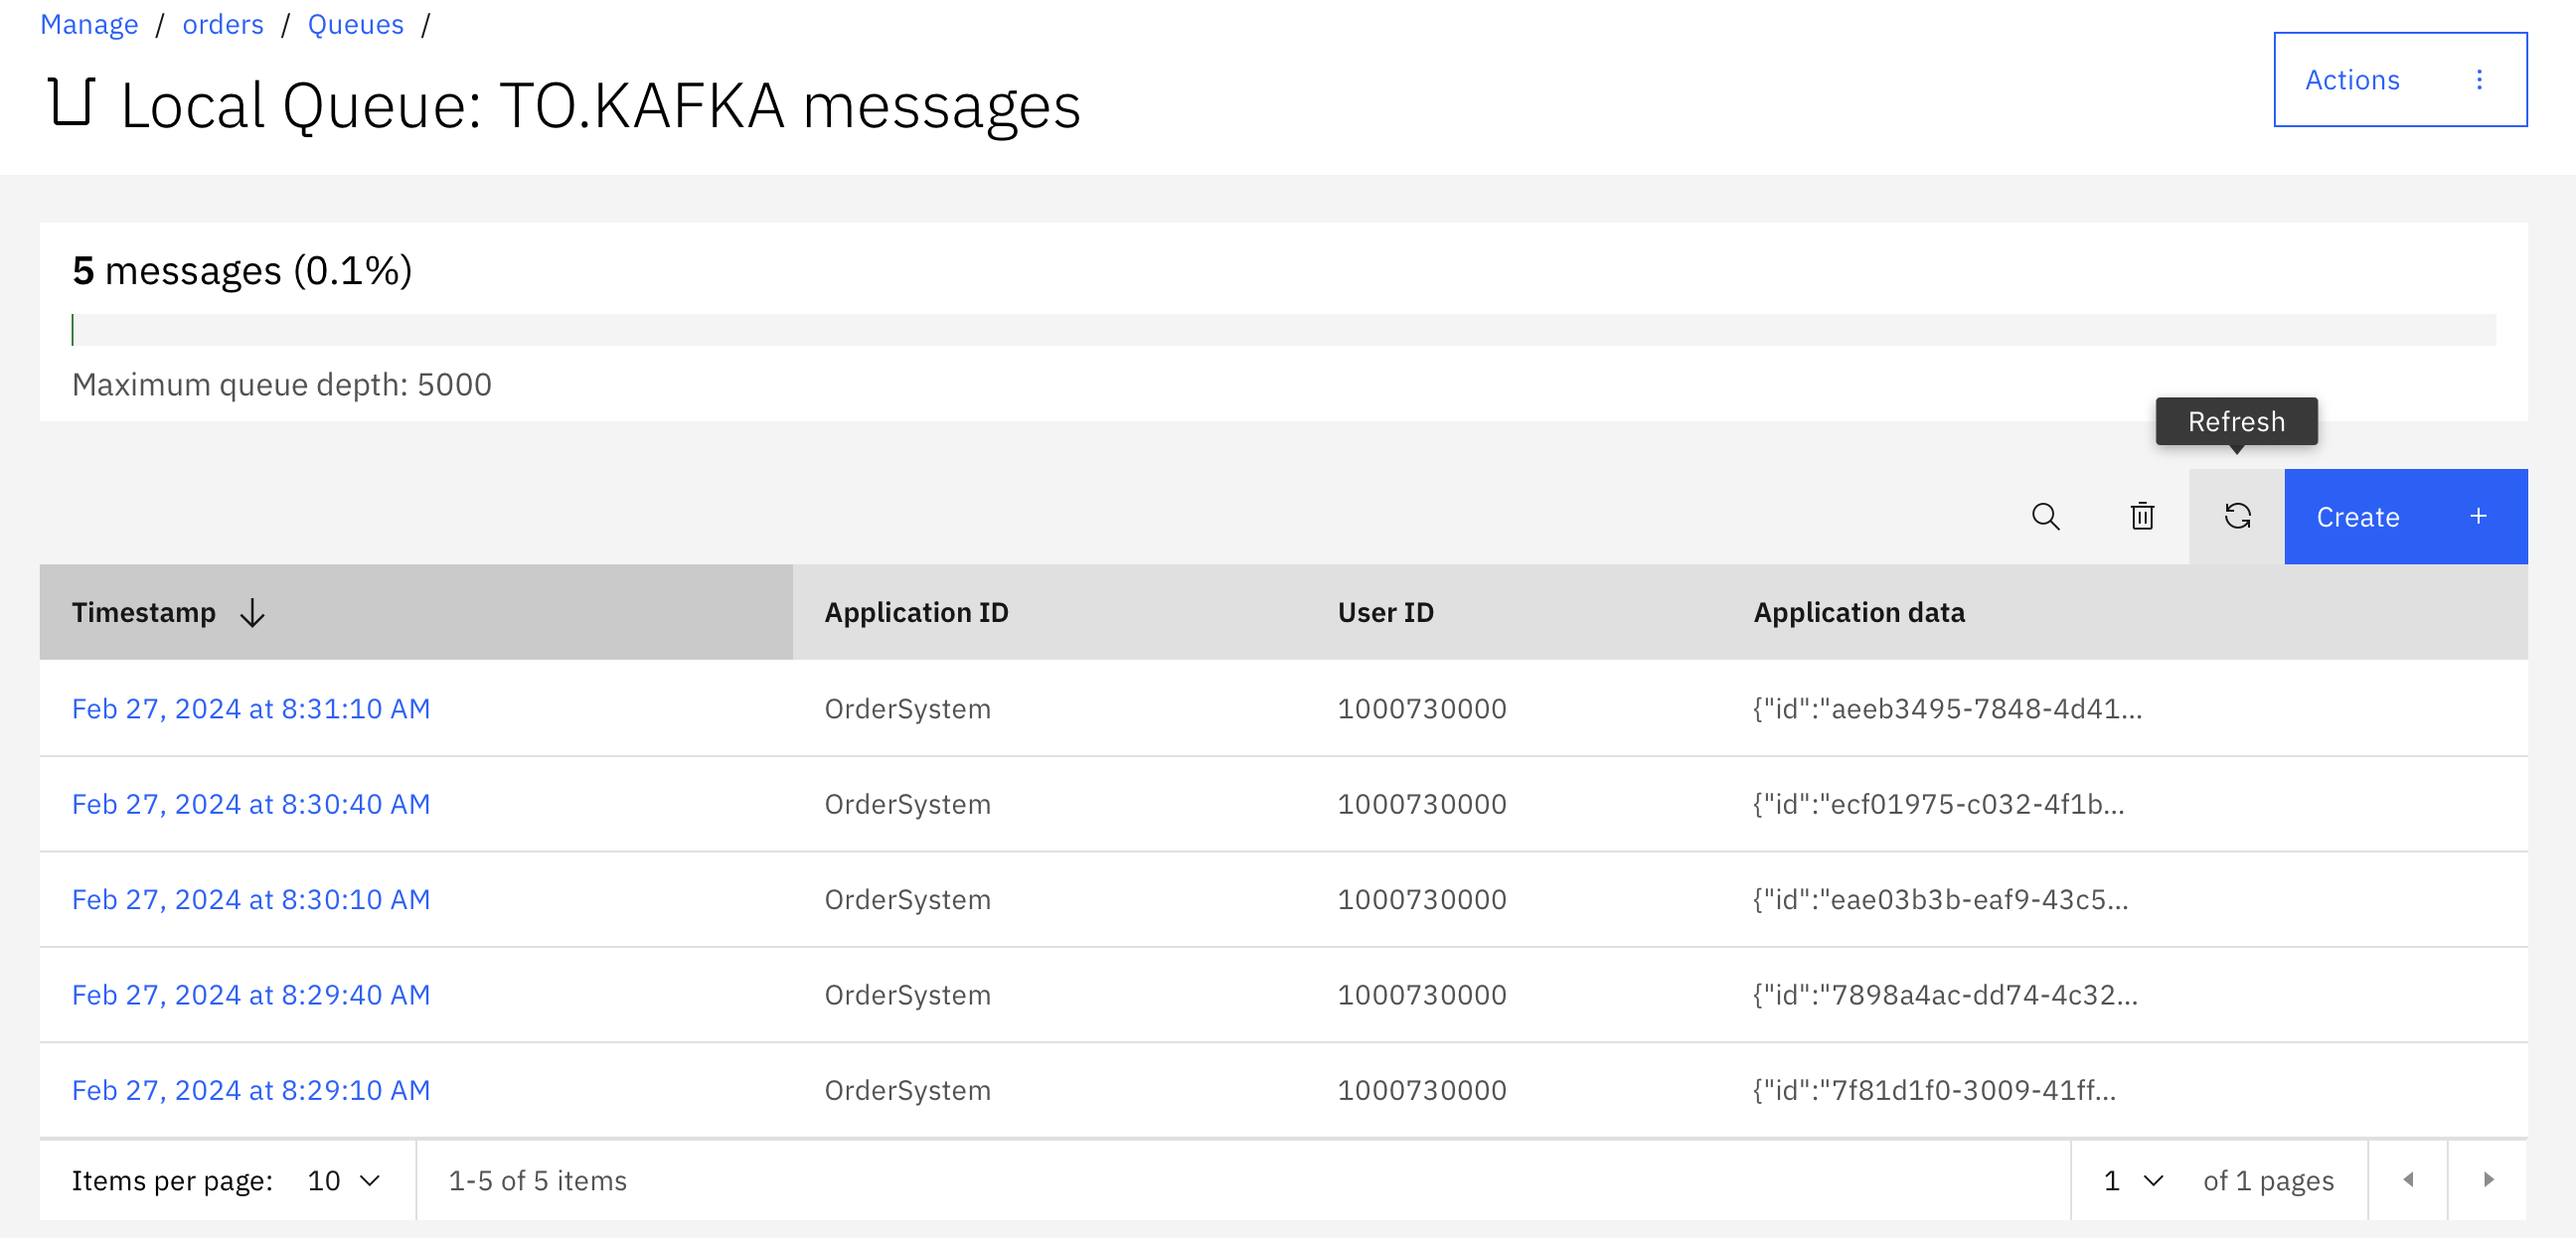 Manage / orders / Queues /
Local Queue: TO.KAFKA messages
Actions
5 messages (0.1%)
Maximum queue depth: 5000
Refresh
Create +
Timestamp Application ID User ID Application data
Feb 27, 2024 at 8:31:10 AM OrderSystem 1000730000 {"id":"aeeb3495-7848-4d41...
Feb 27, 2024 at 8:30:40 AM OrderSystem 1000730000 {"id":"ecf01975-c032-4f1b...
Feb 27, 2024 at 8:30:10 AM OrderSystem 1000730000 {"id":"eae03b3b-eaf9-43c5...
Feb 27, 2024 at 8:29:40 AM OrderSystem 1000730000 {"id":"7898a4ac-dd74-4c32...
Feb 27, 2024 at 8:29:10 AM OrderSystem 1000730000 {"id":"7f81d1f0-3009-41ff...
Items per page: 10 1-5 of 5 items 1 of 1 pages